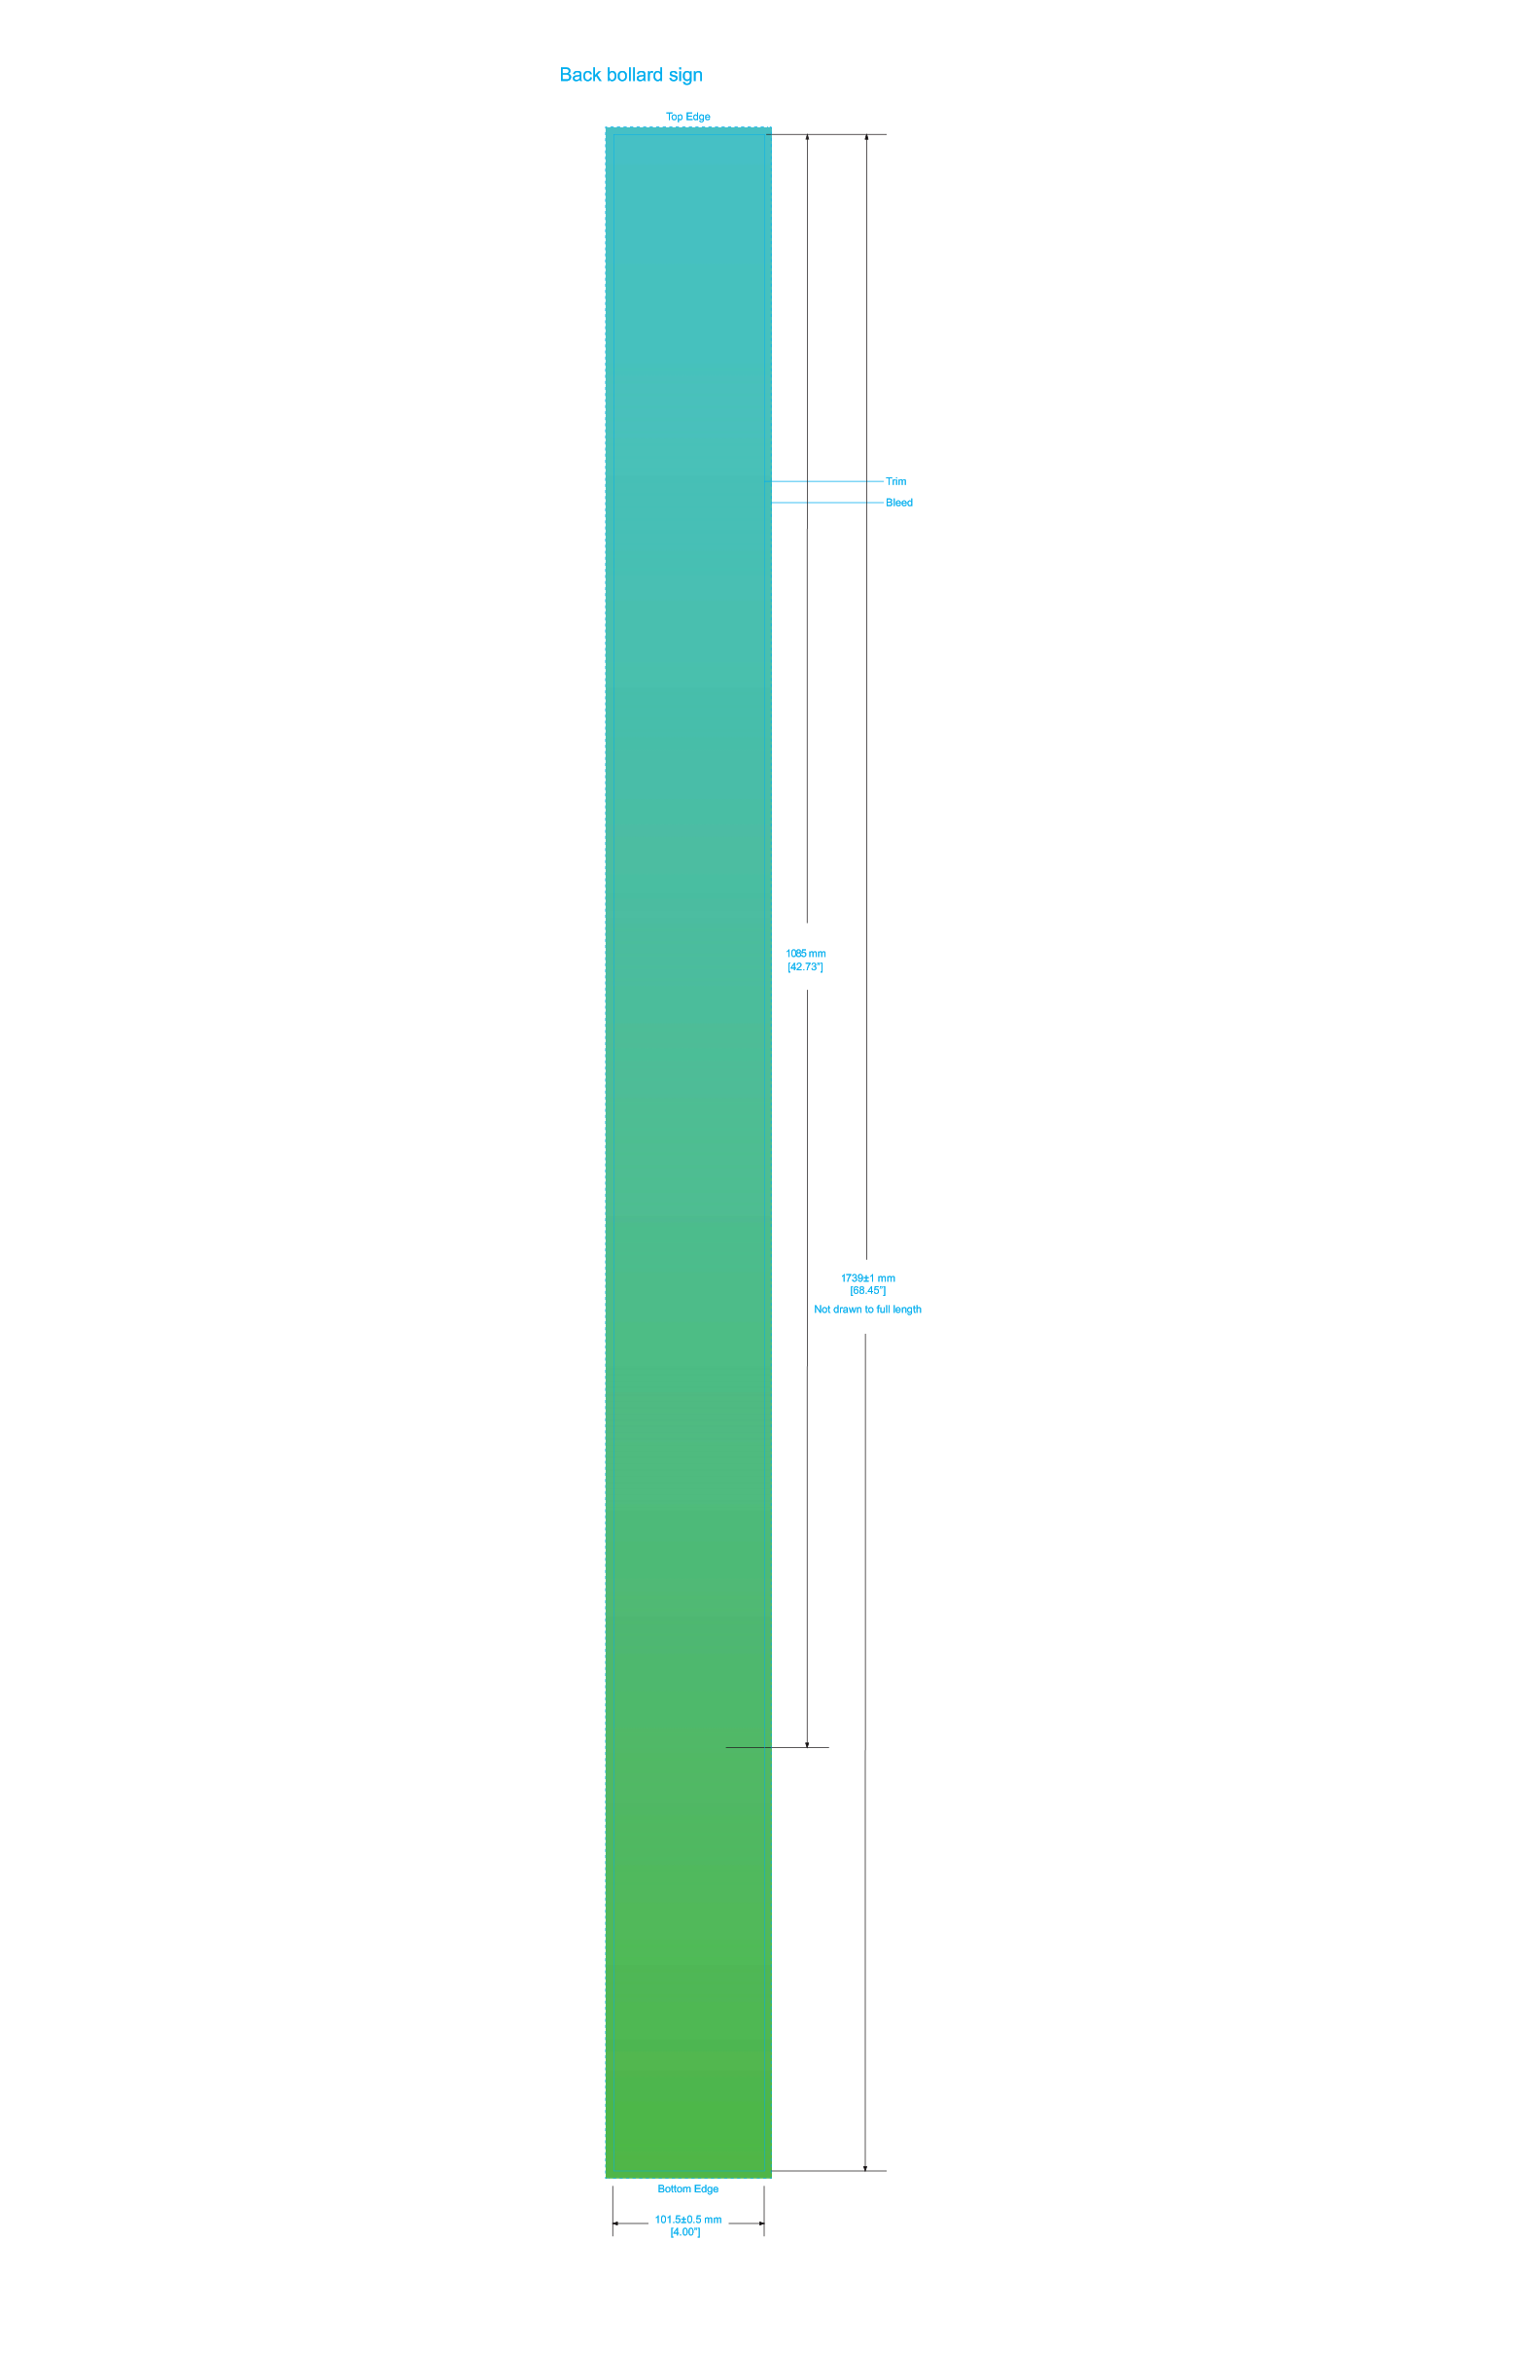 Back bollard sign
Top Edge
Trim
Bleed
1085 mm
[42.73"]
1739±1 mm
[68.45"]
Not drawn to full length
Bottom Edge
101.5±0.5 mm
[4.00"]